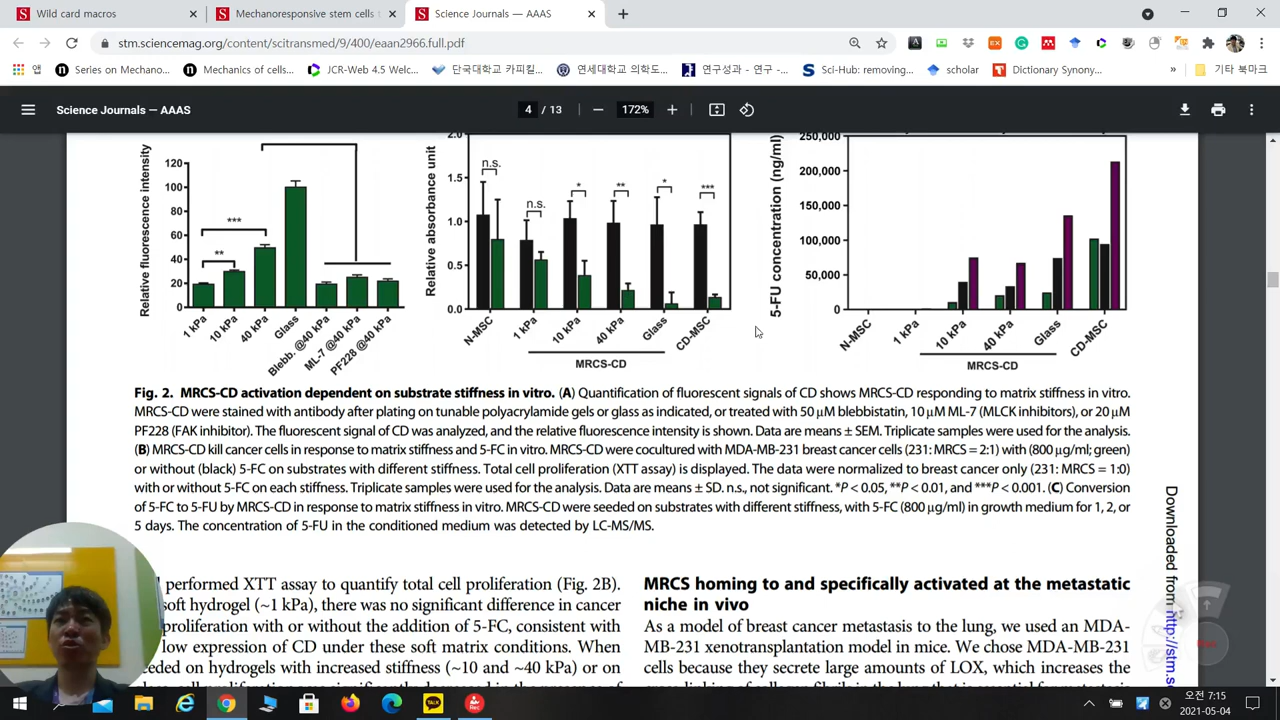 Wild card macros
Mechanoresponsive stem cells t
Science Journals — AAAS
stm.sciencemag.org/content/scitransmed/9/400/eaan2966.full.pdf
앱
Series on Mechano...
Mechanics of cells...
JCR-Web 4.5 Welc...
단국대학교 카피킬...
연세대학교 의학도...
연구성과 - 연구 -...
Sci-Hub: removing...
scholar
Dictionary Synony...
»
기타 북마크
Science Journals — AAAS
4 / 13
172%
Relative fluorescence intensity
120
100
80
60
40
20
0
***
**
1 kPa
10 kPa
40 kPa
Glass
Blebb. @40 kPa
ML-7 @40 kPa
PF228 @40 kPa
Relative absorbance unit
2.0
1.5
1.0
0.5
0.0
n.s.
n.s.
*
**
*
***
N-MSC
1 kPa
10 kPa
40 kPa
Glass
CD-MSC
MRCS-CD
5-FU concentration (ng/ml)
250,000
200,000
150,000
100,000
50,000
0
N-MSC
1 kPa
10 kPa
40 kPa
Glass
CD-MSC
MRCS-CD
Fig. 2. MRCS-CD activation dependent on substrate stiffness in vitro. (A) Quantification of fluorescent signals of CD shows MRCS-CD responding to matrix stiffness in vitro.
MRCS-CD were stained with antibody after plating on tunable polyacrylamide gels or glass as indicated, or treated with 50 μM blebbistatin, 10 μM ML-7 (MLCK inhibitors), or 20 μM
PF228 (FAK inhibitor). The fluorescent signal of CD was analyzed, and the relative fluorescence intensity is shown. Data are means ± SEM. Triplicate samples were used for the analysis.
(B) MRCS-CD kill cancer cells in response to matrix stiffness and 5-FC in vitro. MRCS-CD were cocultured with MDA-MB-231 breast cancer cells (231: MRCS = 2:1) with (800 μg/ml; green)
or without (black) 5-FC on substrates with different stiffness. Total cell proliferation (XTT assay) is displayed. The data were normalized to breast cancer only (231: MRCS = 1:0)
with or without 5-FC on each stiffness. Triplicate samples were used for the analysis. Data are means ± SD. n.s., not significant. *P < 0.05, **P < 0.01, and ***P < 0.001. (C) Conversion
of 5-FC to 5-FU by MRCS-CD in response to matrix stiffness in vitro. MRCS-CD were seeded on substrates with different stiffness, with 5-FC (800 μg/ml) in growth medium for 1, 2, or
5 days. The concentration of 5-FU in the conditioned medium was detected by LC-MS/MS.
performed XTT assay to quantify total cell proliferation (Fig. 2B).
soft hydrogel (~1 kPa), there was no significant difference in cancer
proliferation with or without the addition of 5-FC, consistent with
low expression of CD under these soft matrix conditions. When
eeded on hydrogels with increased stiffness (~10 and ~40 kPa) or on
MRCS homing to and specifically activated at the metastatic
niche in vivo
As a model of breast cancer metastasis to the lung, we used an MDA-
MB-231 xenotransplantation model in mice. We chose MDA-MB-231
cells because they secrete large amounts of LOX, which increases the
Downloaded from http://stm.s
오전 7:15
2021-05-04